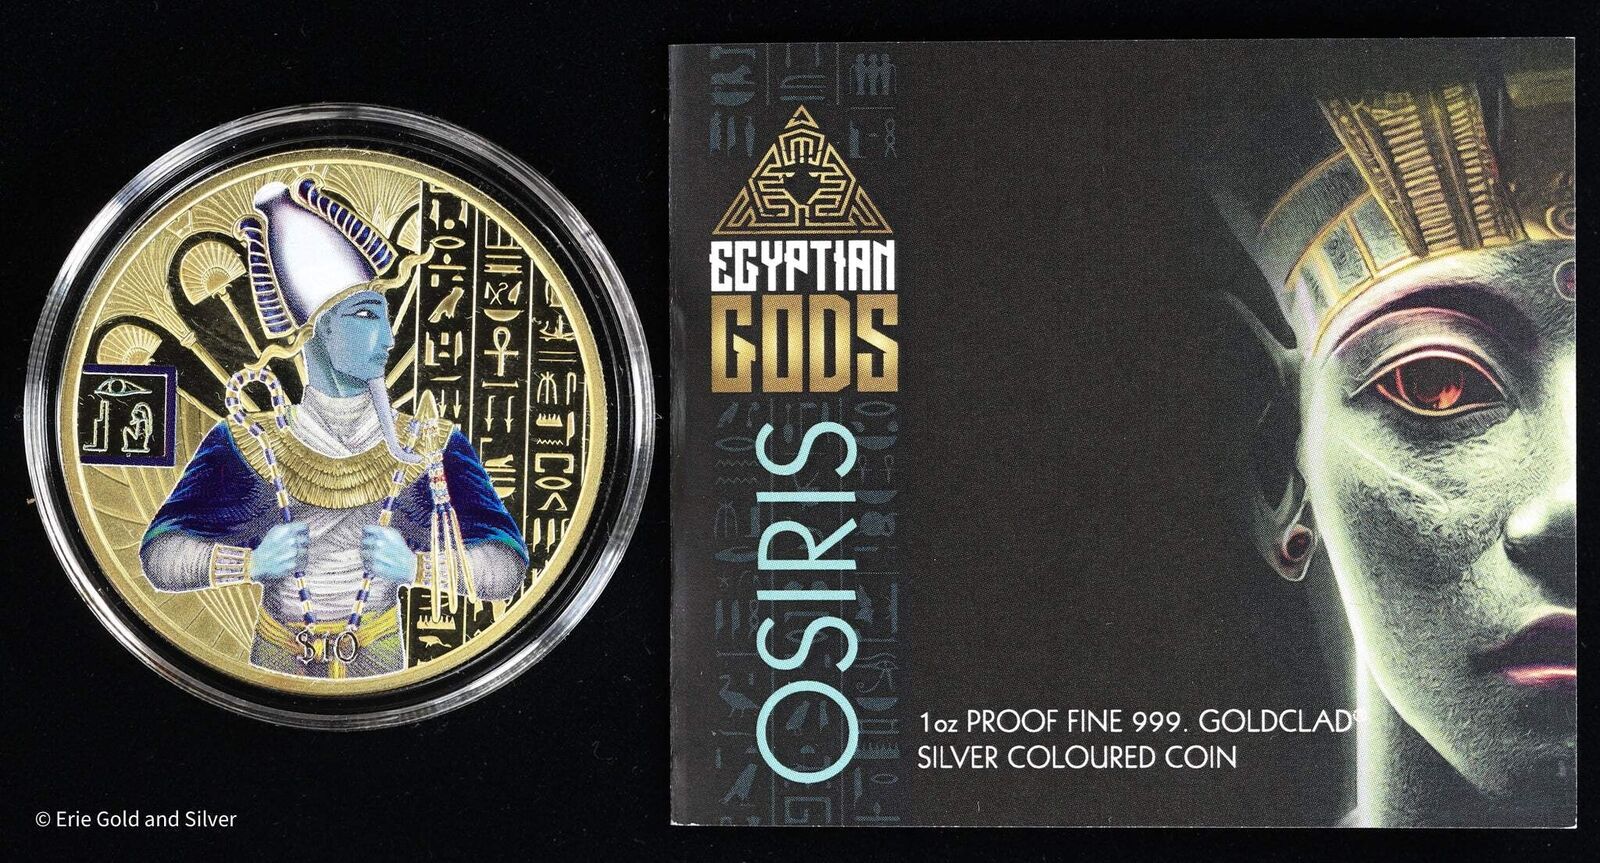 $10
EGYPTIAN
GODS
OSIRIS
1oz PROOF FINE 999. GOLDCLAD®
SILVER COLOURED COIN
© Erie Gold and Silver